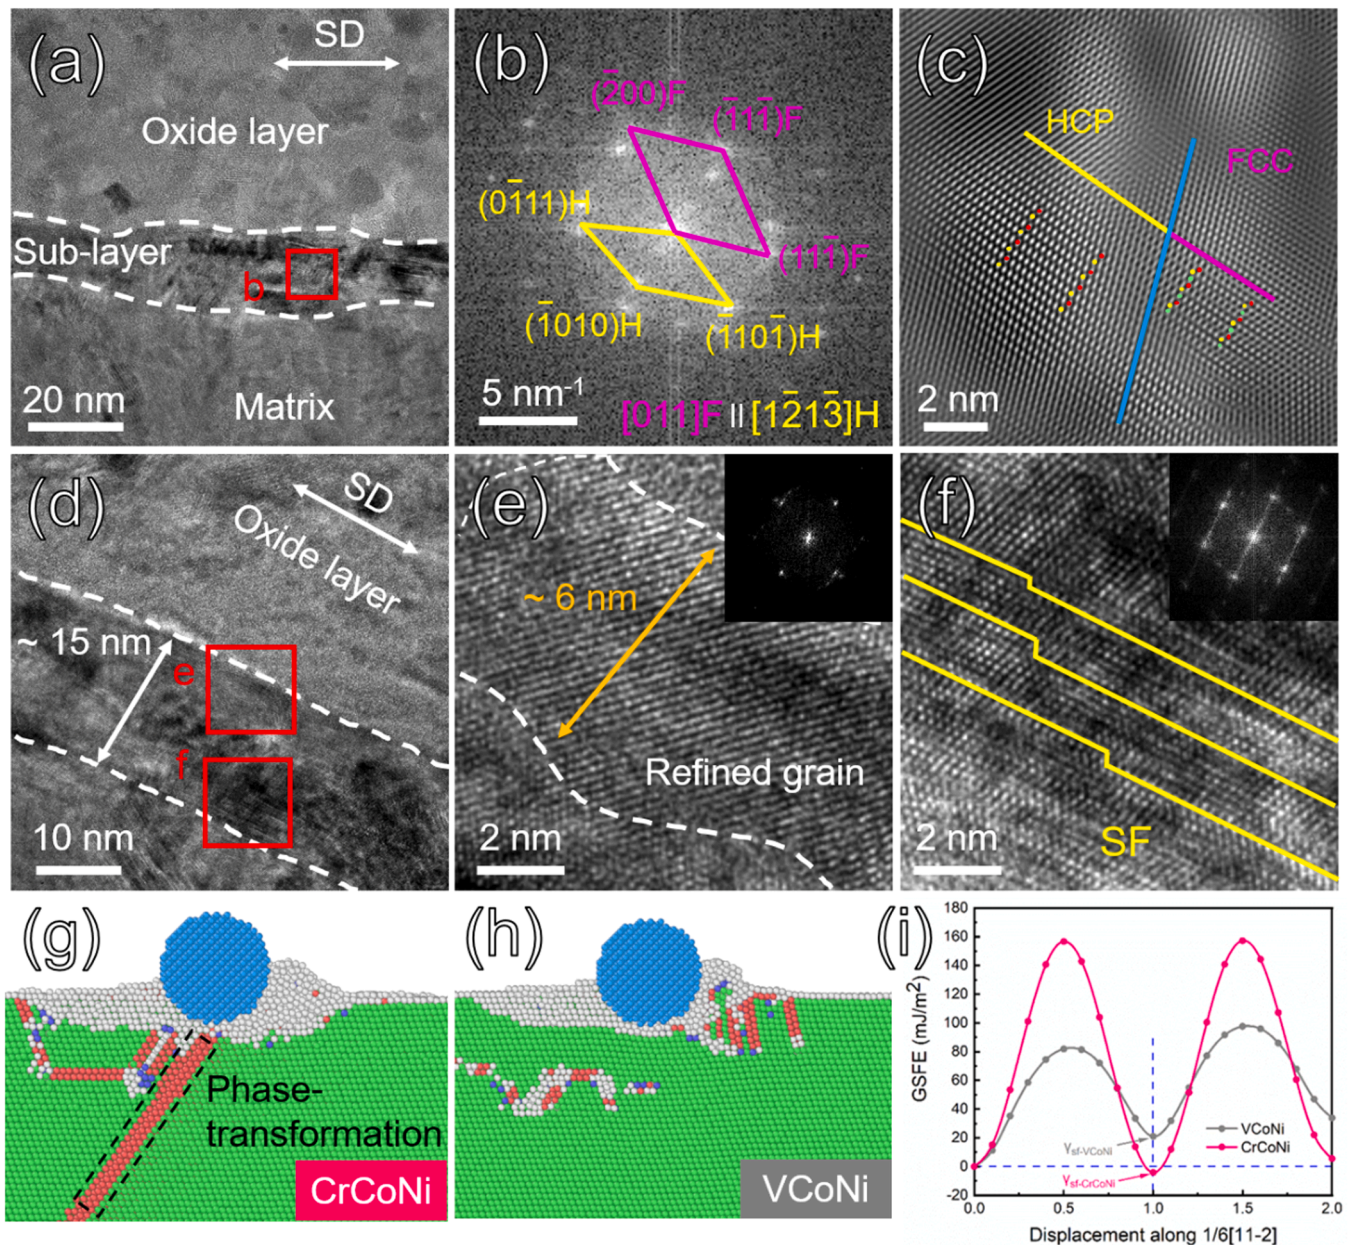 (a)
SD
Oxide layer
Sub-layer
b
20 nm
Matrix
(b)
(2̄00)F
(1̄11̄)F
(01̄11)H
(111̄)F
(1̄010)H
(1̄101̄)H
5 nm⁻¹
[011]F II [12̄13̄]H
(c)
HCP
FCC
2 nm
(d)
SD
Oxide layer
~ 15 nm
e
f
10 nm
(e)
~ 6 nm
Refined grain
2 nm
(f)
2 nm
SF
(g)
Phase-
transformation
CrCoNi
(h)
VCoNi
(i)
180
160
140
120
100
80
60
40
20
0
-20
GSFE (mJ/m²)
γsf-VCoNi
γsf-CrCoNi
VCoNi
CrCoNi
0.0 0.5 1.0 1.5 2.0
Displacement along 1/6[11-2]